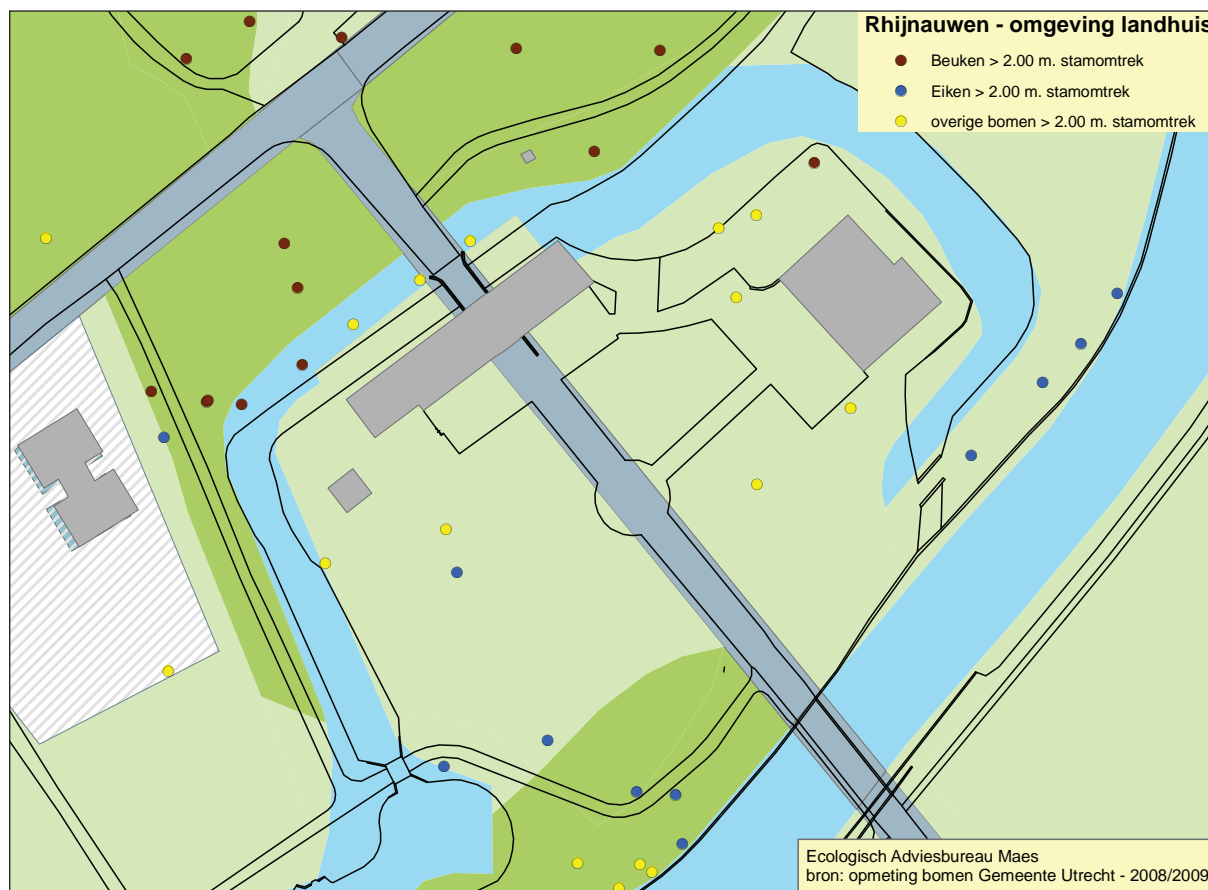 Rhijnauwen - omgeving landhuis
Beuken > 2.00 m. stamomtrek
Eiken > 2.00 m. stamomtrek
overige bomen > 2.00 m. stamomtrek
Ecologisch Adviesbureau Maes
bron: opmeting bomen Gemeente Utrecht - 2008/2009